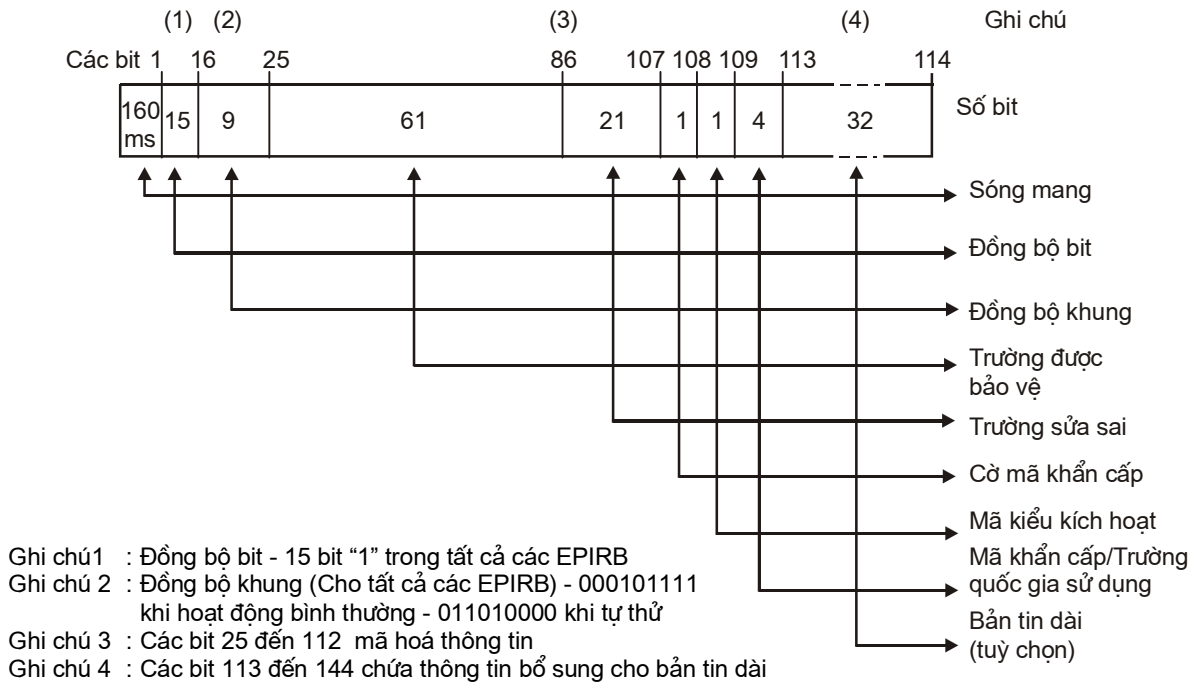 (1) (2) (3) (4) Ghi chú
Các bit 1 16 25 86 107 108 109 113 114
160 ms 15 9 61 21 1 1 4 32 Số bit
Sóng mang
Đồng bộ bit
Đồng bộ khung
Trường được
bảo vệ
Trường sửa sai
Cờ mã khẩn cấp
Mã kiểu kích hoạt
Mã khẩn cấp/Trường
quốc gia sử dụng
Bản tin dài
(tuỳ chọn)
Ghi chú1 : Đồng bộ bit - 15 bit “1” trong tất cả các EPIRB
Ghi chú 2 : Đồng bộ khung (Cho tất cả các EPIRB) - 000101111
khi hoạt động bình thường - 011010000 khi tự thử
Ghi chú 3 : Các bit 25 đến 112 mã hoá thông tin
Ghi chú 4 : Các bit 113 đến 144 chứa thông tin bổ sung cho bản tin dài